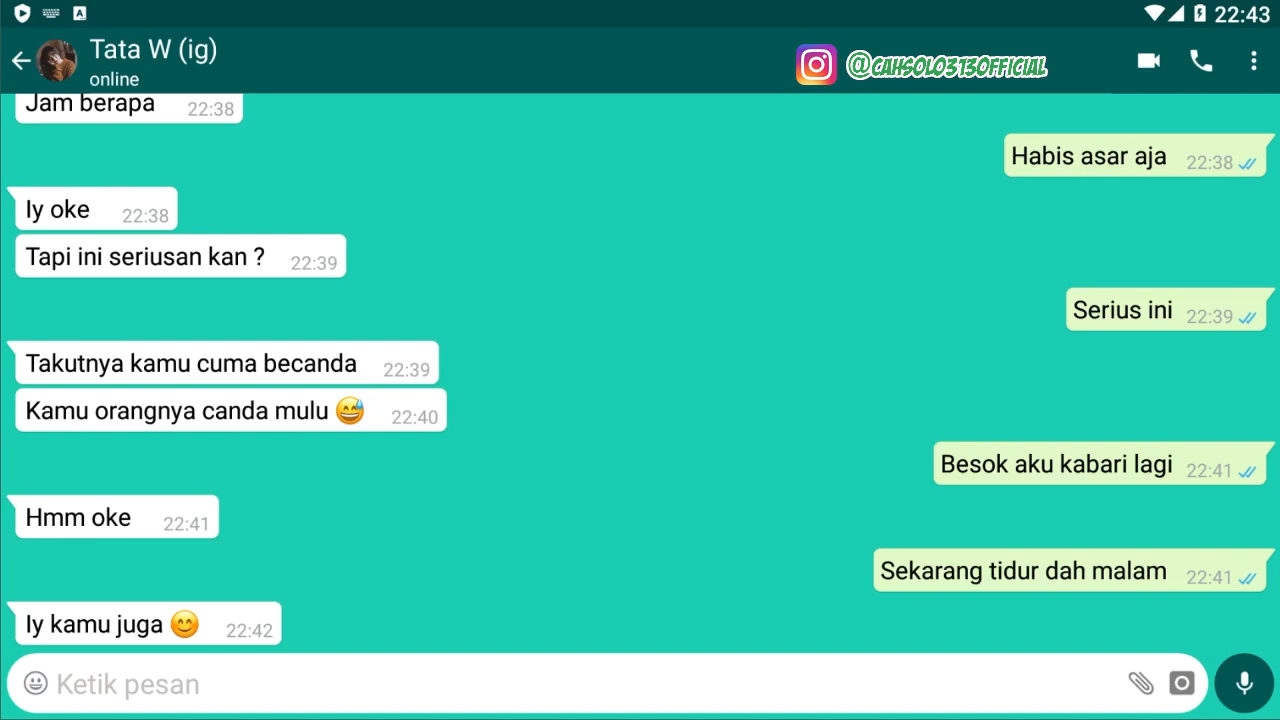 22:43
Tata W (ig)
online
@CAHSOLO313OFFICIAL
Jam berapa 22:38
Habis asar aja 22:38
Iy oke 22:38
Tapi ini seriusan kan ? 22:39
Serius ini 22:39
Takutnya kamu cuma becanda 22:39
Kamu orangnya canda mulu 😅 22:40
Besok aku kabari lagi 22:41
Hmm oke 22:41
Sekarang tidur dah malam 22:41
Iy kamu juga 😊 22:42
Ketik pesan